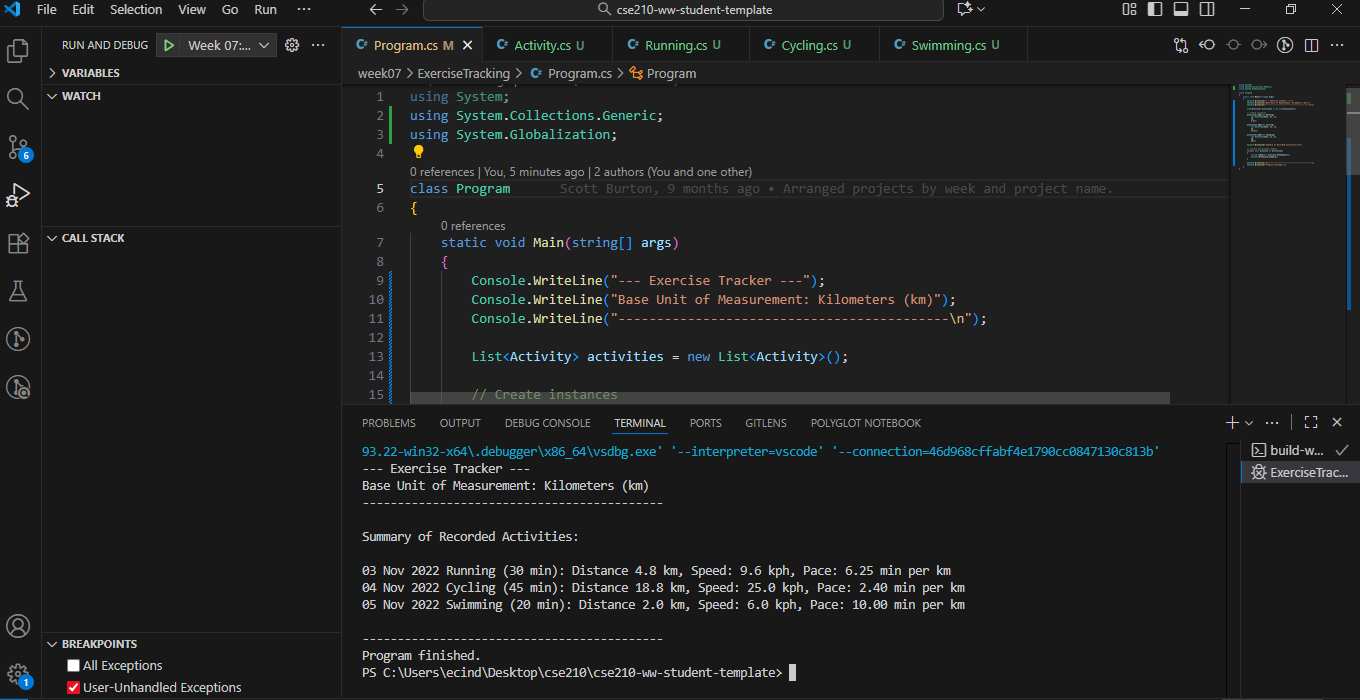 File Edit Selection View Go Run ··· cse210-ww-student-template
RUN AND DEBUG Week 07:... ···
VARIABLES
WATCH
CALL STACK
BREAKPOINTS
All Exceptions
User-Unhandled Exceptions
6
1
Program.cs M Activity.cs U Running.cs U Cycling.cs U Swimming.cs U
week07 > ExerciseTracking > Program.cs > Program
1 using System;
2 using System.Collections.Generic;
3 using System.Globalization;
4
0 references | You, 5 minutes ago | 2 authors (You and one other)
5 class Program Scott Burton, 9 months ago • Arranged projects by week and project name.
6 {
0 references
7 static void Main(string[] args)
8 {
9 Console.WriteLine("--- Exercise Tracker ---");
10 Console.WriteLine("Base Unit of Measurement: Kilometers (km)");
11 Console.WriteLine("-------------------------------------------\n");
12
13 List<Activity> activities = new List<Activity>();
14
15 // Create instances
PROBLEMS OUTPUT DEBUG CONSOLE TERMINAL PORTS GITLENS POLYGLOT NOTEBOOK
93.22-win32-x64\.debugger\x86_64\vsdbg.exe' '--interpreter=vscode' '--connection=46d968cffabf4e1790cc0847130c813b'
--- Exercise Tracker ---
Base Unit of Measurement: Kilometers (km)
-------------------------------------------
Summary of Recorded Activities:
03 Nov 2022 Running (30 min): Distance 4.8 km, Speed: 9.6 kph, Pace: 6.25 min per km
04 Nov 2022 Cycling (45 min): Distance 18.8 km, Speed: 25.0 kph, Pace: 2.40 min per km
05 Nov 2022 Swimming (20 min): Distance 2.0 km, Speed: 6.0 kph, Pace: 10.00 min per km
-------------------------------------------
Program finished.
PS C:\Users\ecind\Desktop\cse210\cse210-ww-student-template>
build-w...
ExerciseTrac...